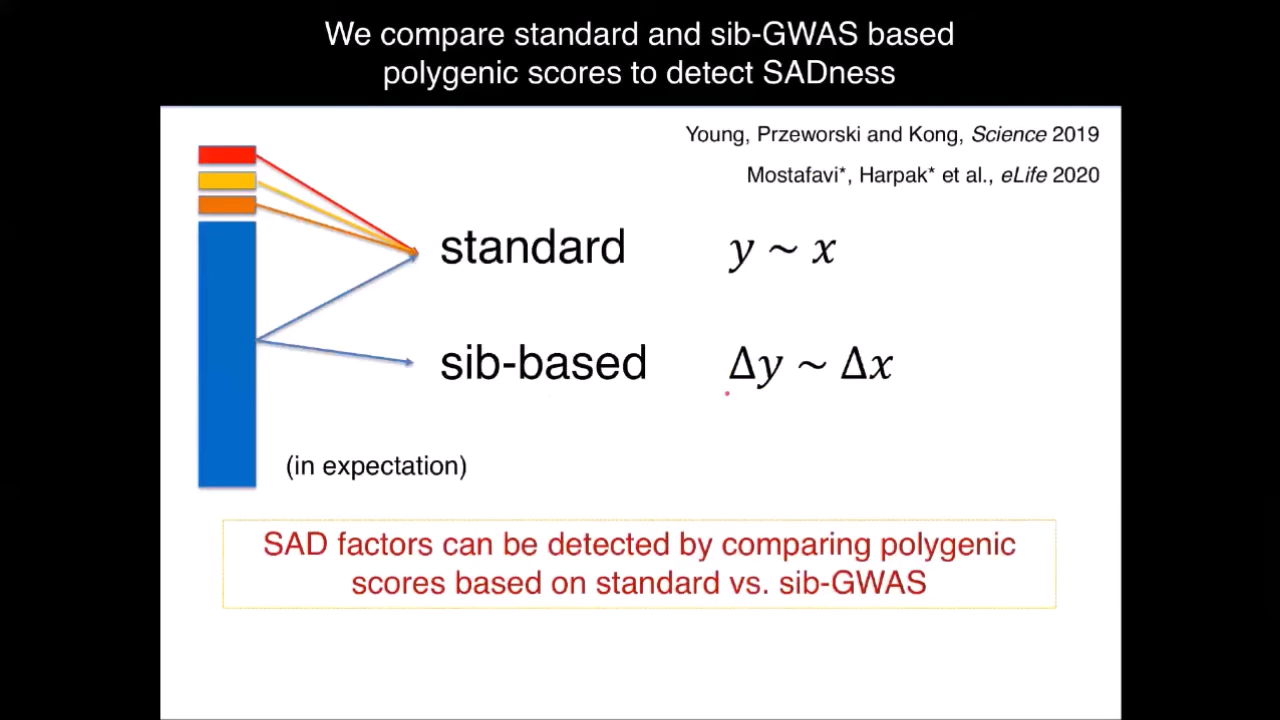 We compare standard and sib-GWAS based
polygenic scores to detect SADness
Young, Przeworski and Kong, Science 2019
Mostafavi*, Harpak* et al., eLife 2020
standard
y ~ x
sib-based
Δy ~ Δx
(in expectation)
SAD factors can be detected by comparing polygenic
scores based on standard vs. sib-GWAS